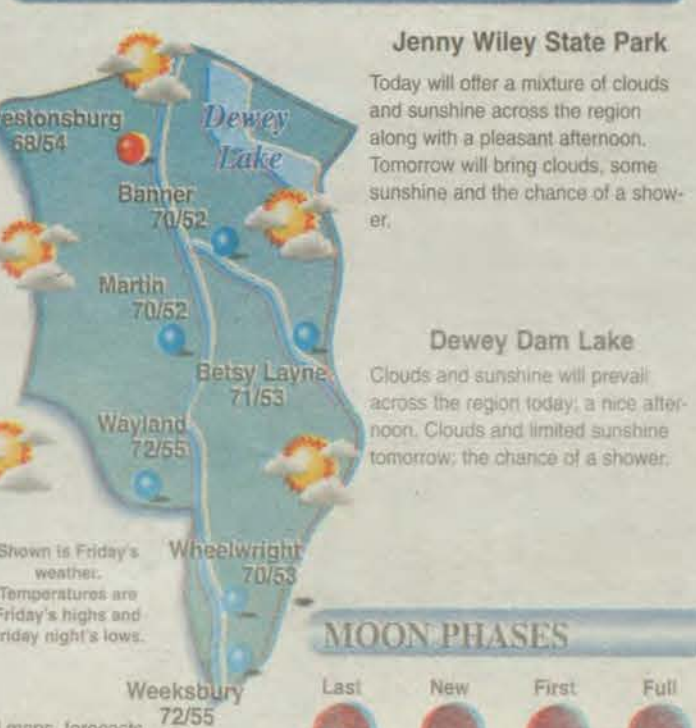 Jenny Wiley State Park
Today will offer a mixture of clouds
and sunshine across the region
along with a pleasant afternoon.
Tomorrow will bring clouds, some
sunshine and the chance of a show-
er.
estonsburg
68/54
Dewey
Lake
Banner
70/52
Martin
70/52
Betsy Layne
71/53
Wayland
72/55
Dewey Dam Lake
Clouds and sunshine will prevail
across the region today; a nice after-
noon. Clouds and limited sunshine
tomorrow; the chance of a shower.
Shown is Friday's
weather.
Temperatures are
Friday's highs and
riday night's lows.
Wheelwright
70/53
Weeksbury
72/55
maps, forecasts
MOON PHASES
Last New First Full